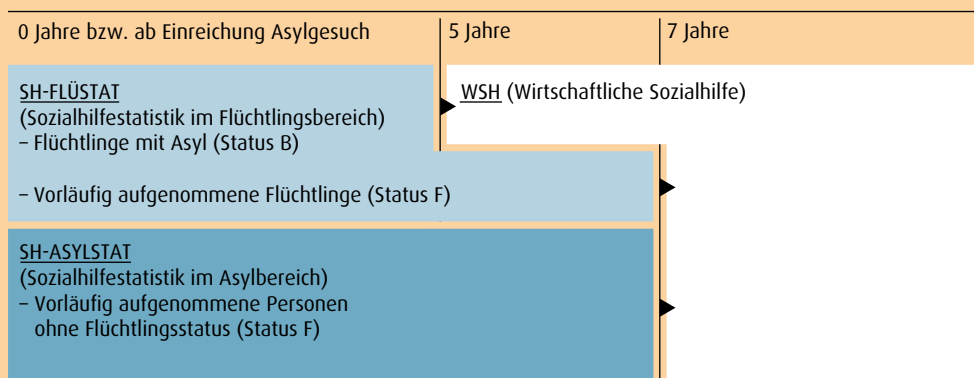 0 Jahre bzw. ab Einreichung Asylgesuch
5 Jahre
7 Jahre
SH-FLÜSTAT
(Sozialhilfestatistik im Flüchtlingsbereich)
– Flüchtlinge mit Asyl (Status B)
– Vorläufig aufgenommene Flüchtlinge (Status F)
WSH (Wirtschaftliche Sozialhilfe)
SH-ASYLSTAT
(Sozialhilfestatistik im Asylbereich)
– Vorläufig aufgenommene Personen
ohne Flüchtlingsstatus (Status F)